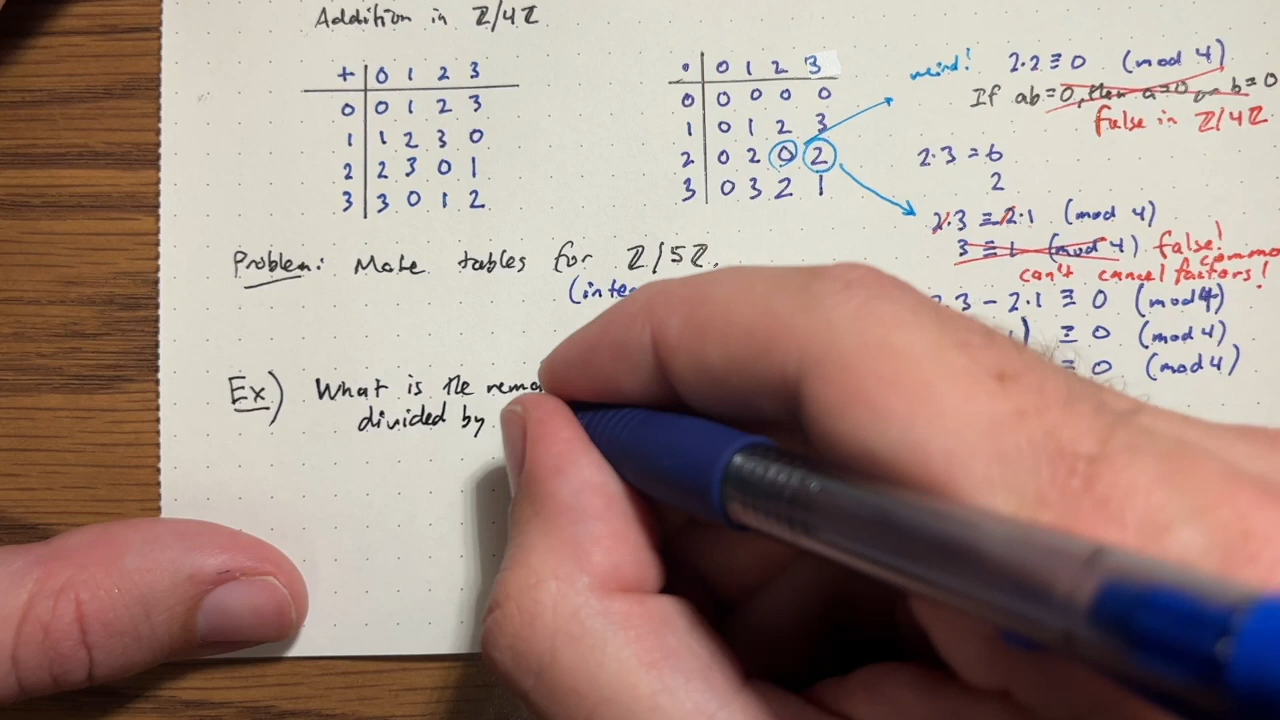 Addition in ℤ/4ℤ
+ | 0 1 2 3
0 | 0 1 2 3
1 | 1 2 3 0
2 | 2 3 0 1
3 | 3 0 1 2
· | 0 1 2 3
0 | 0 0 0 0
1 | 0 1 2 3
2 | 0 2 0 2
3 | 0 3 2 1
weird! 2·2 ≡ 0 (mod 4)
If ab=0, then a=0 or b=0
false in ℤ/4ℤ
2·3 = 6
2
2·3 ≡ 2·1 (mod 4)
3 ≡ 1 (mod 4) false!
can't cancel common factors!
2·3 − 2·1 ≡ 0 (mod 4)
≡ 0 (mod 4)
≡ 0 (mod 4)
Problem: Make tables for ℤ/5ℤ.
Ex) What is the
divided by